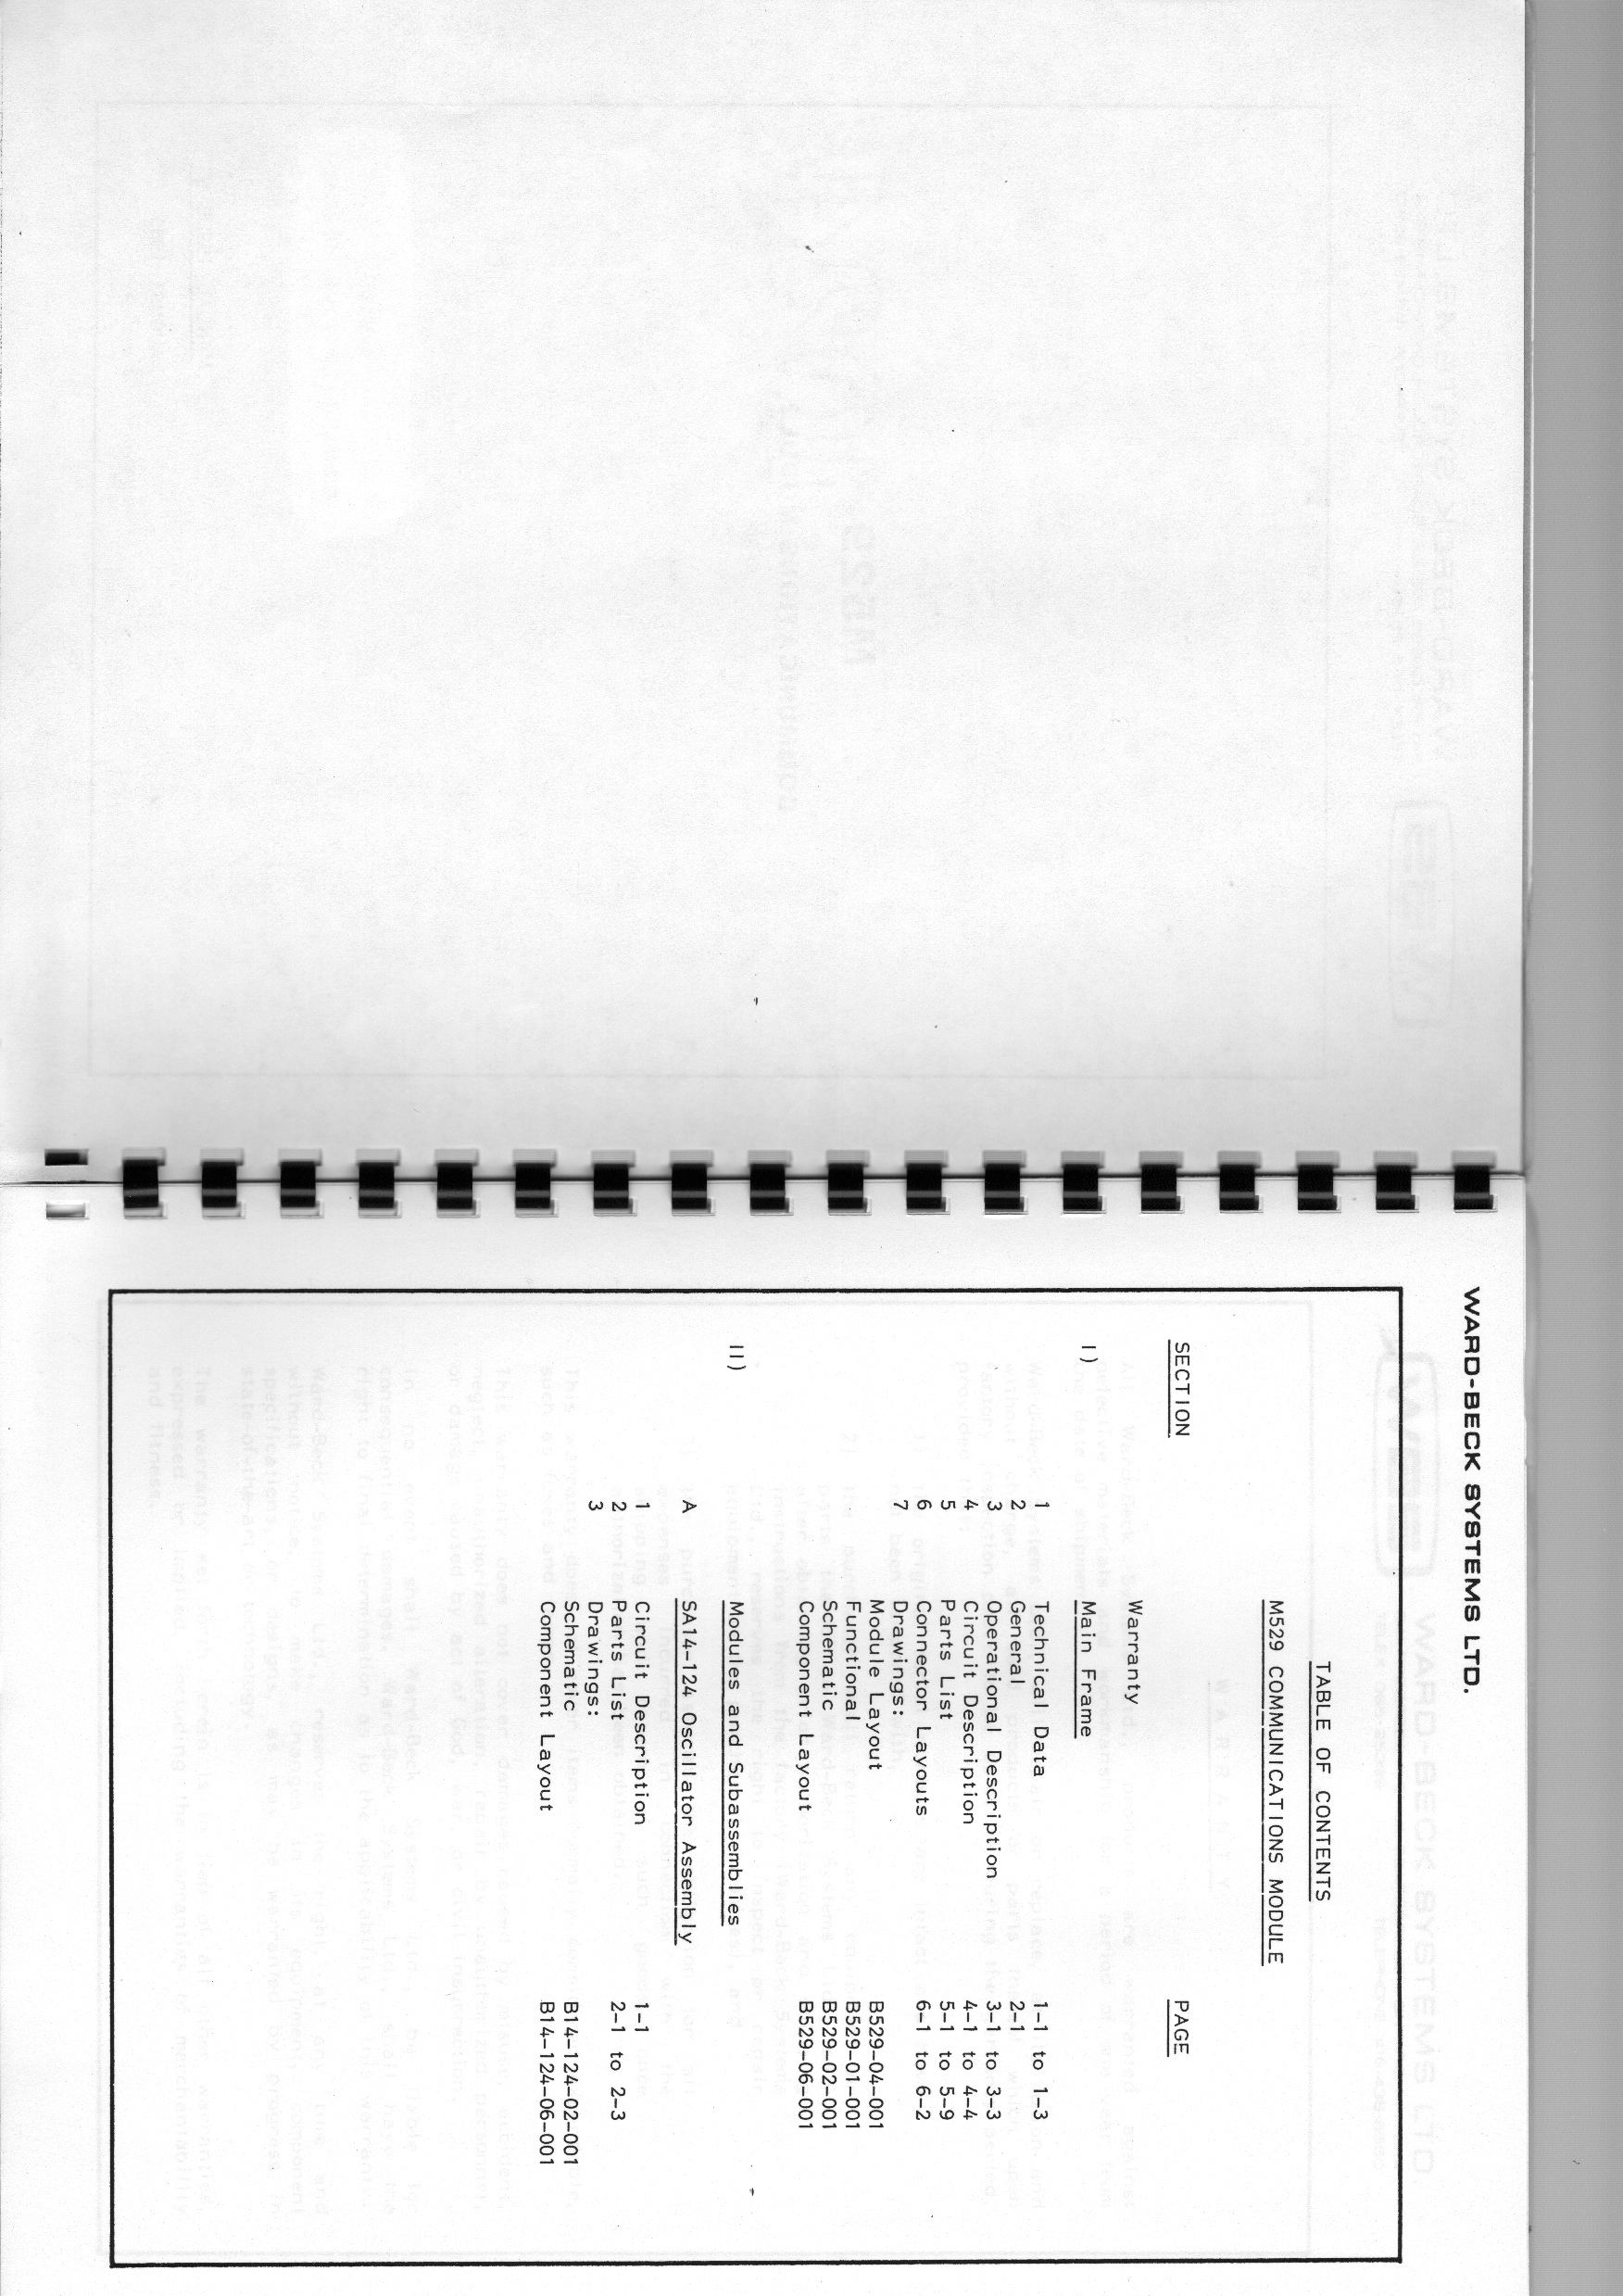 WARD-BECK SYSTEMS LTD.
TABLE OF CONTENTS
M529 COMMUNICATIONS MODULE
SECTION PAGE
Warranty
I) Main Frame
1 Technical Data 1-1 to 1-3
2 General 2-1
3 Operational Description 3-1 to 3-3
4 Circuit Description 4-1 to 4-4
5 Parts List 5-1 to 5-9
6 Connector Layouts 6-1 to 6-2
7 Drawings:
Module Layout B529-04-001
Functional B529-01-001
Schematic B529-02-001
Component Layout B529-06-001
II) Modules and Subassemblies
A SA14-124 Oscillator Assembly
1 Circuit Description 1-1
2 Parts List 2-1 to 2-3
3 Drawings:
Schematic B14-124-02-001
Component Layout B14-124-06-001